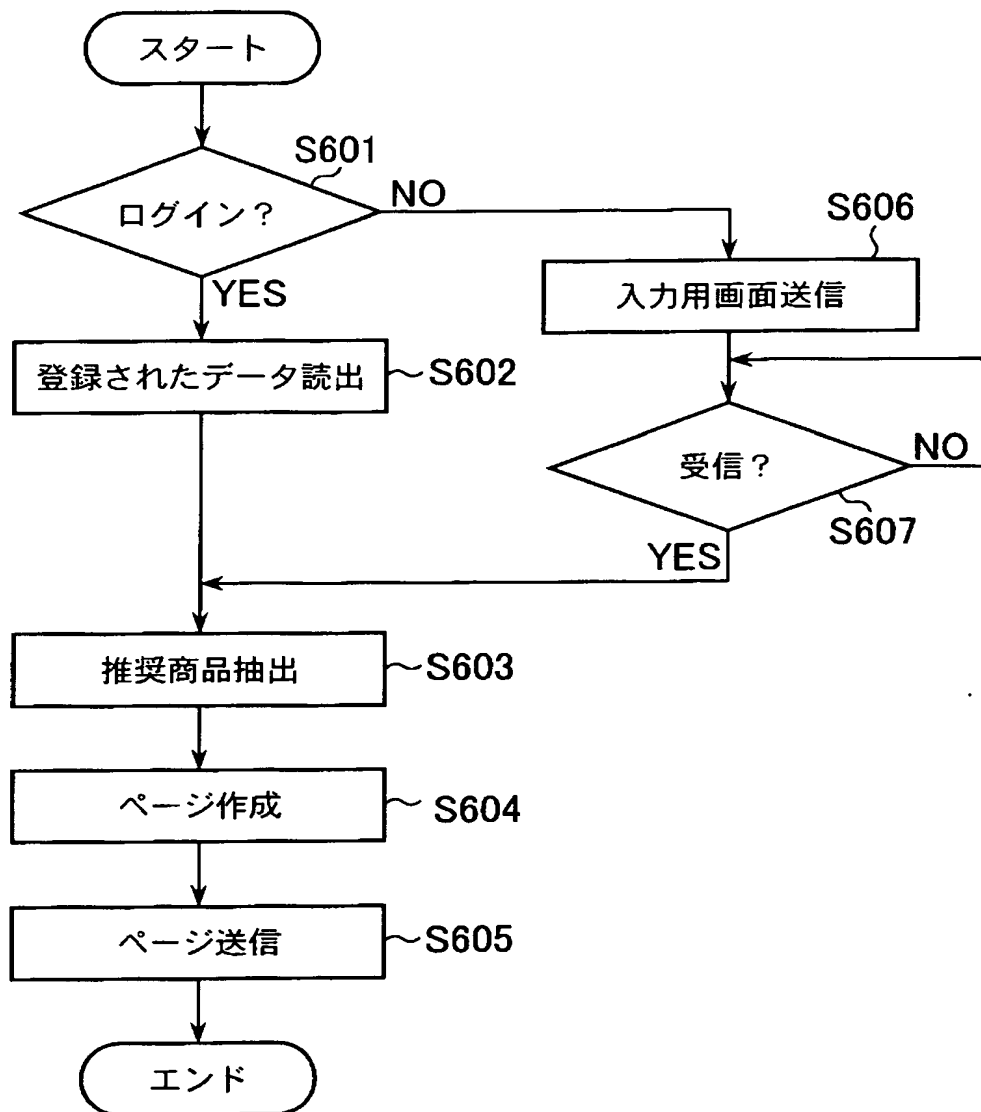 スタート
S601
ログイン？
NO
YES
S606
入力用画面送信
登録されたデータ読出
S602
受信？
NO
S607
YES
推奨商品抽出
S603
ページ作成
S604
ページ送信
S605
エンド